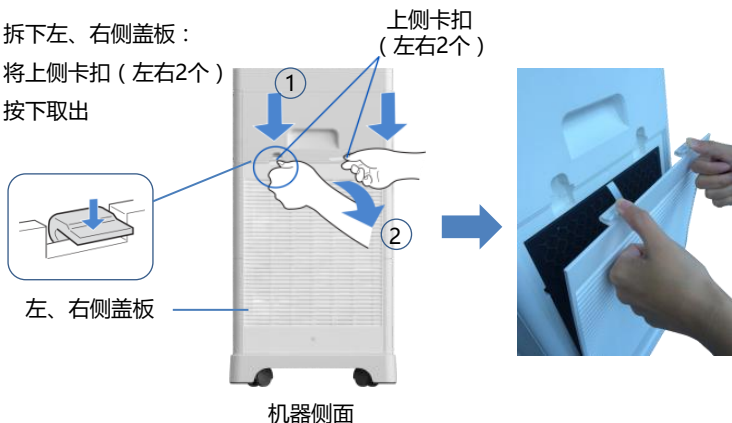 拆下左、右侧盖板：
将上侧卡扣（左右2个）
按下取出
上侧卡扣
（左右2个）
1
2
左、右侧盖板
机器侧面